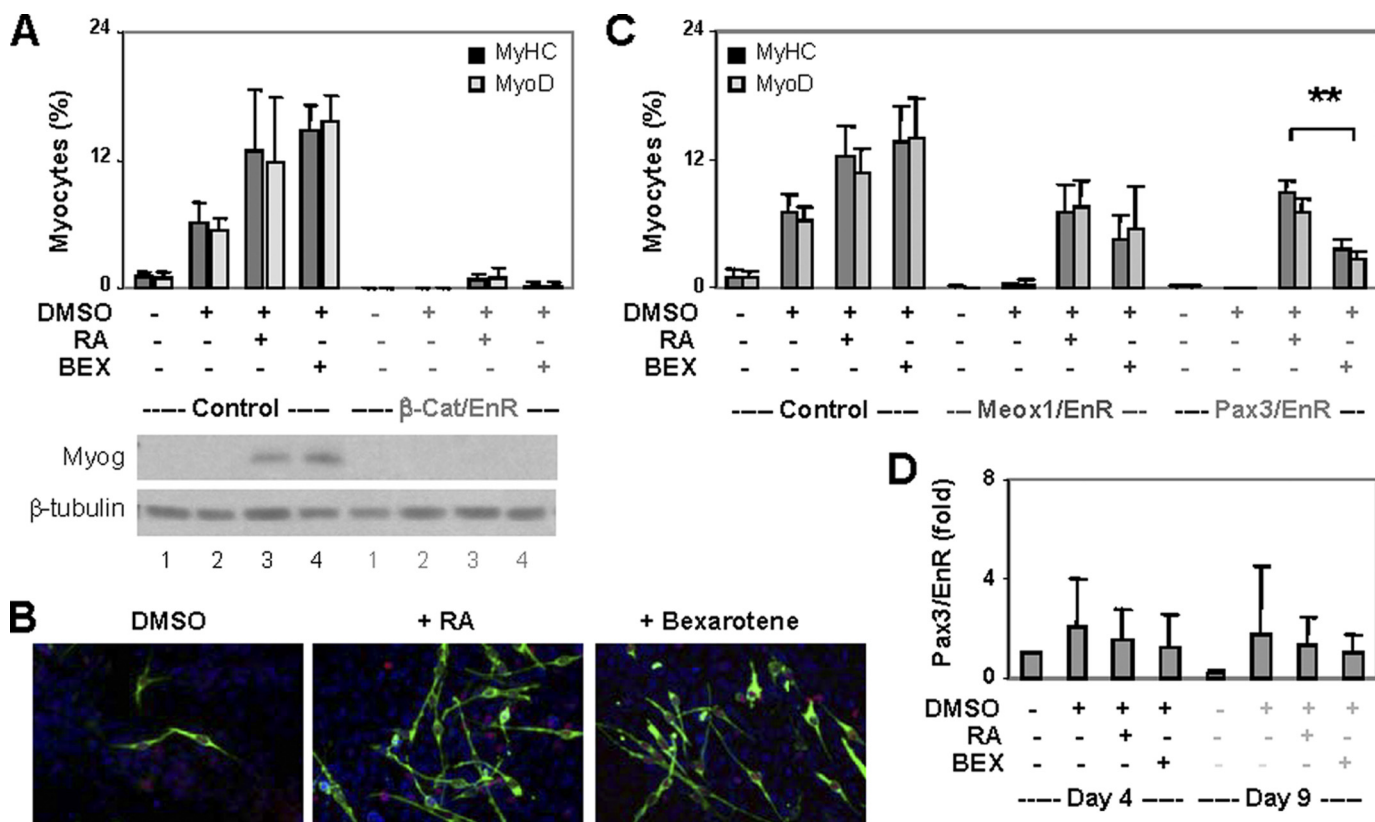 A
24
12
0
Myocytes (%)
MyHC
MyoD
DMSO - + + + - + + +
RA - - + - - - + -
BEX - - - + - - - +
----- Control ---- ---- β-Cat/EnR ---
Myog
β-tubulin
1 2 3 4 1 2 3 4
B
DMSO
+ RA
+ Bexarotene
C
24
12
0
Myocytes (%)
MyHC
MyoD
**
DMSO - + + + - + + + - + + +
RA - - + - - - + - - - + -
BEX - - - + - - - + - - - +
---- Control ---- --- Meox1/EnR -- ---- Pax3/EnR ---
D
8
4
0
Pax3/EnR (fold)
DMSO - + + + - + + +
RA - - + - - - + -
BEX - - - + - - - +
----- Day 4 ---- ---- Day 9 ----